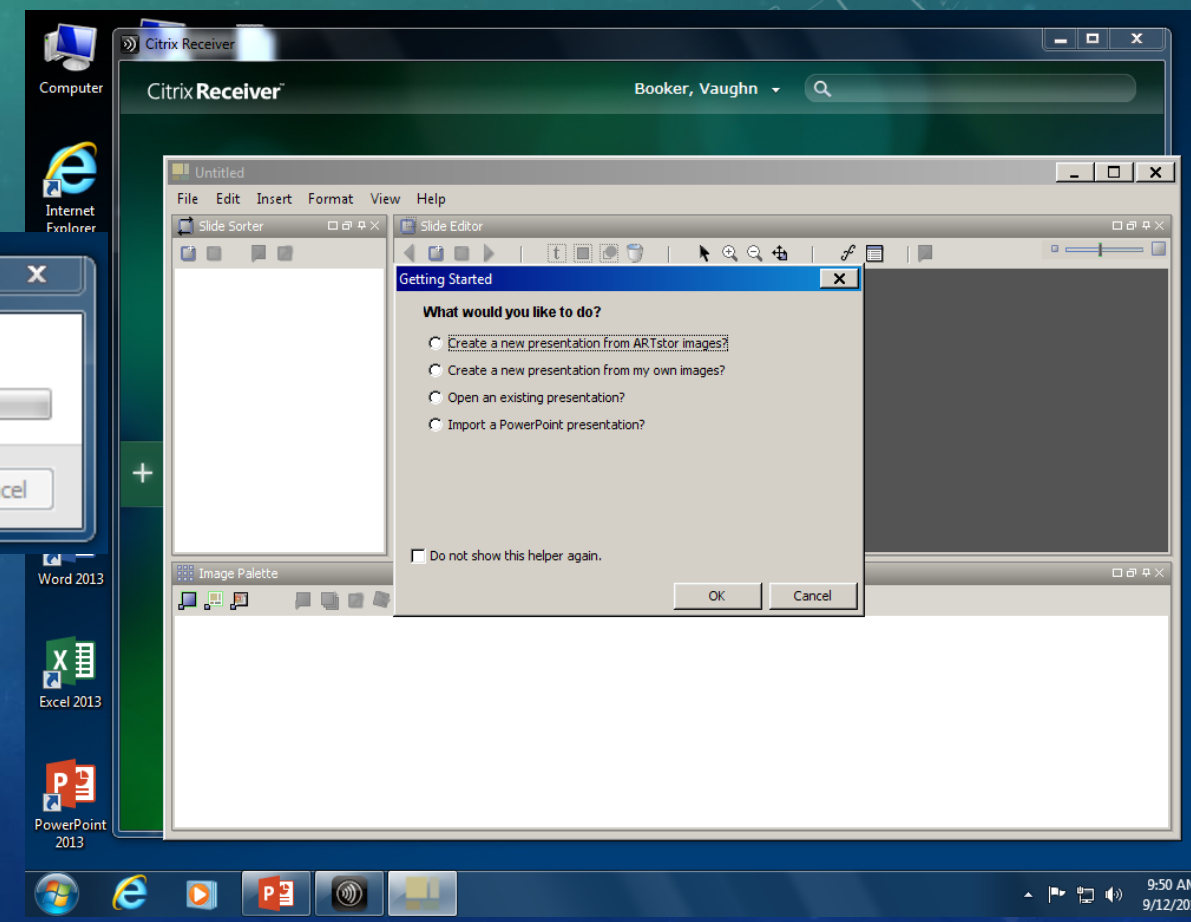 Computer
Internet
Explorer
Word 2013
Excel 2013
PowerPoint
2013
Citrix Receiver
Citrix Receiver™
Booker, Vaughn
Untitled
File Edit Insert Format View Help
Slide Sorter
Slide Editor
Getting Started
What would you like to do?
Create a new presentation from ARTstor images?
Create a new presentation from my own images?
Open an existing presentation?
Import a PowerPoint presentation?
Do not show this helper again.
OK Cancel
Image Palette
9:50 AM